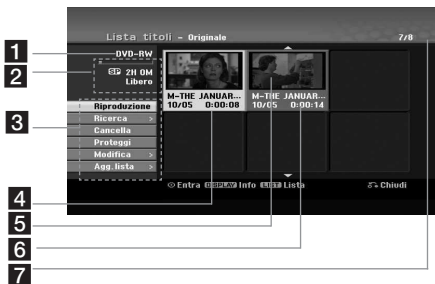 Lista titoli - Originale 7/8
1 DVD-RW
2 SP 2H 0M
Libero
3
Riproduzione
Ricerca >
Cancella
Proteggi
Modifica >
Agg.lista >
M-THE JANUAR...
10/05 0:00:08
M-THE JANUAR...
10/05 0:00:14
Entra DISPLAY Info LIST Lista Chiudi
4
5
6
7